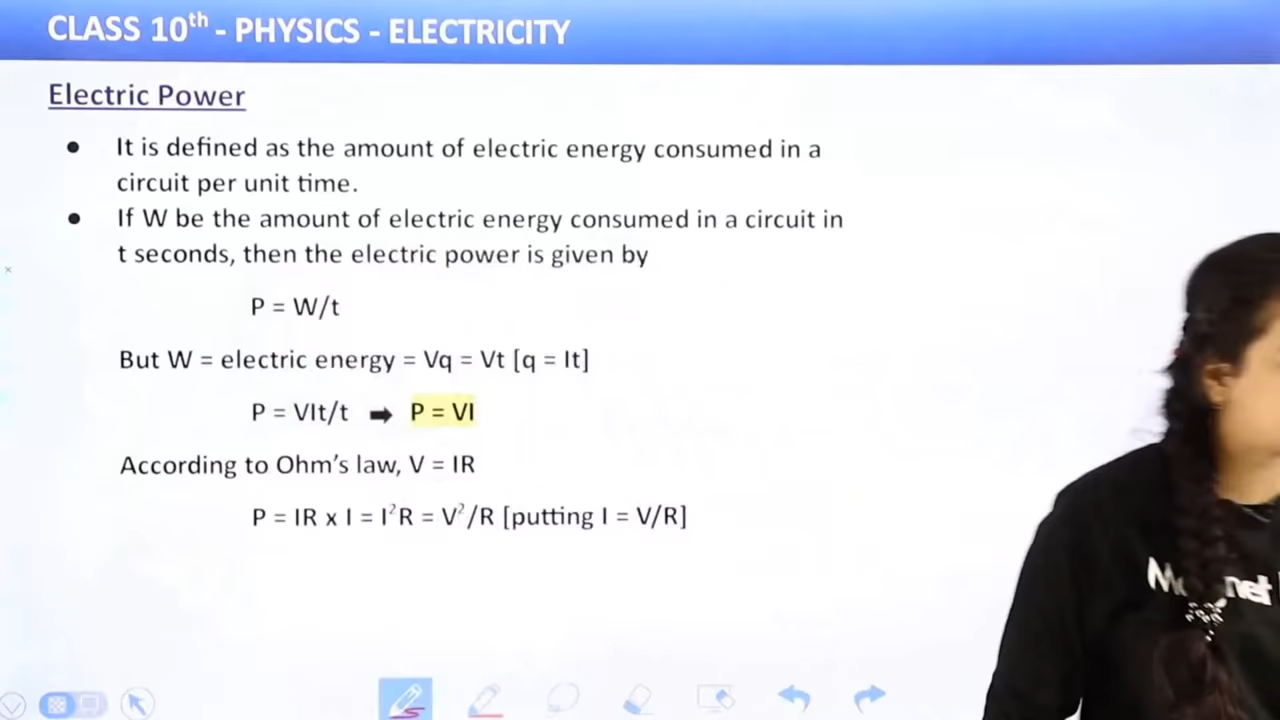 CLASS 10th - PHYSICS - ELECTRICITY
Electric Power
● It is defined as the amount of electric energy consumed in a
circuit per unit time.
● If W be the amount of electric energy consumed in a circuit in
t seconds, then the electric power is given by
P = W/t
But W = electric energy = Vq = Vt [q = It]
P = VIt/t ➡ P = VI
According to Ohm's law, V = IR
P = IR x I = I²R = V²/R [putting I = V/R]